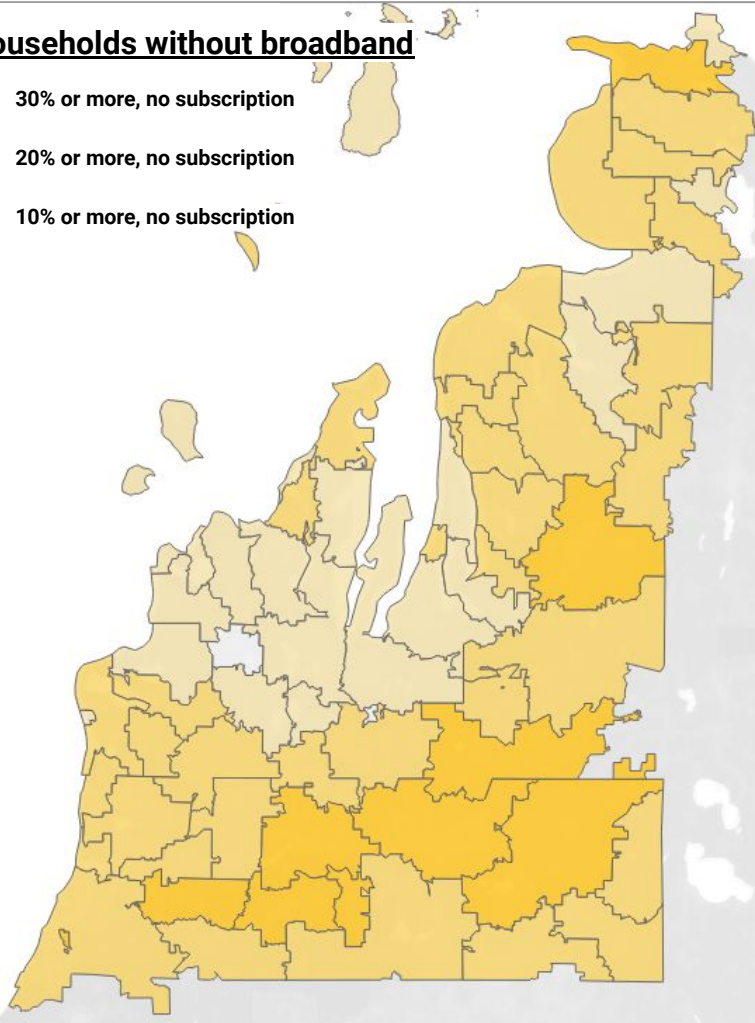 ouseholds without broadband
30% or more, no subscription
20% or more, no subscription
10% or more, no subscription